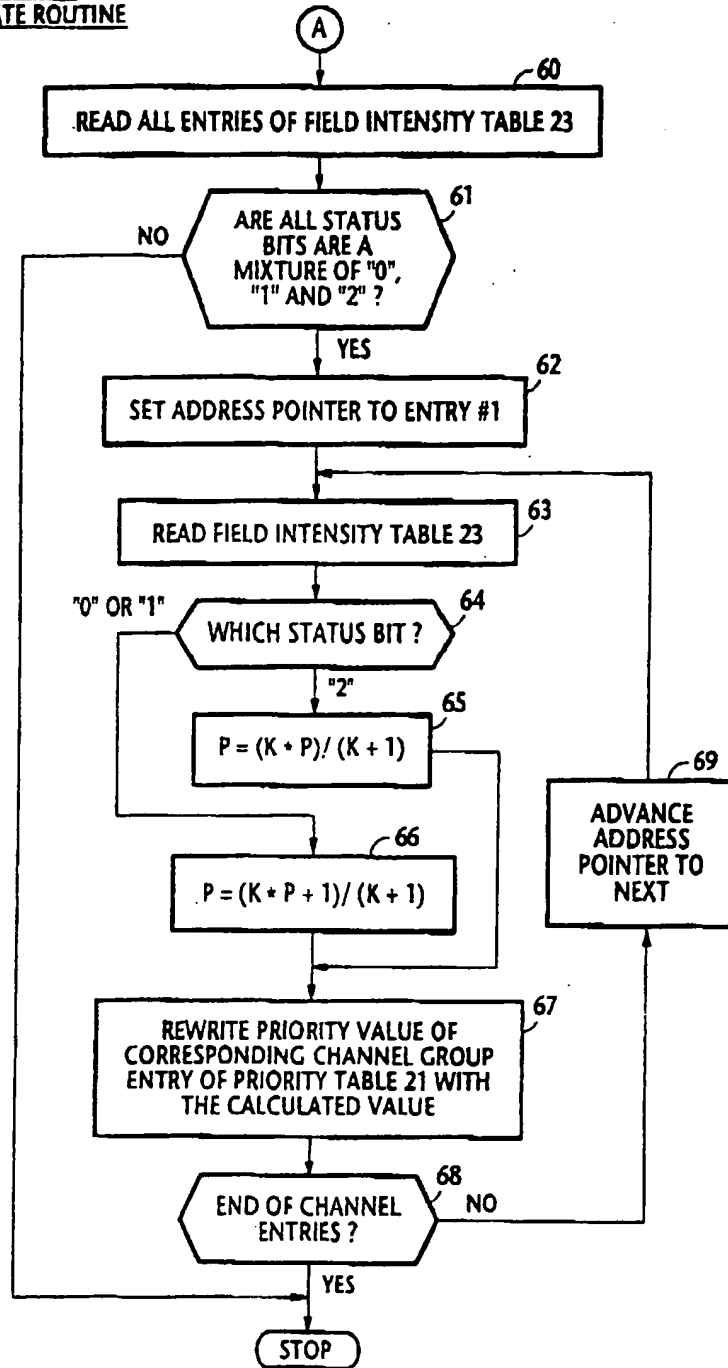 ATE ROUTINE
A
60
READ ALL ENTRIES OF FIELD INTENSITY TABLE 23
61
ARE ALL STATUS
BITS ARE A
MIXTURE OF "0",
"1" AND "2" ?
NO
YES
62
SET ADDRESS POINTER TO ENTRY #1
63
READ FIELD INTENSITY TABLE 23
64
"0" OR "1"
WHICH STATUS BIT ?
"2"
65
P = (K * P) / (K + 1)
66
P = (K * P + 1) / (K + 1)
69
ADVANCE
ADDRESS
POINTER TO
NEXT
67
REWRITE PRIORITY VALUE OF
CORRESPONDING CHANNEL GROUP
ENTRY OF PRIORITY TABLE 21 WITH
THE CALCULATED VALUE
68
END OF CHANNEL
ENTRIES ?
NO
YES
STOP